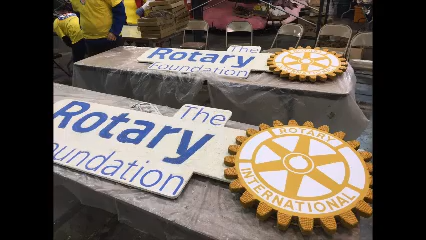 The
Rotary
Foundation
The
Rotary
Foundation
ROTARY
INTERNATIONAL